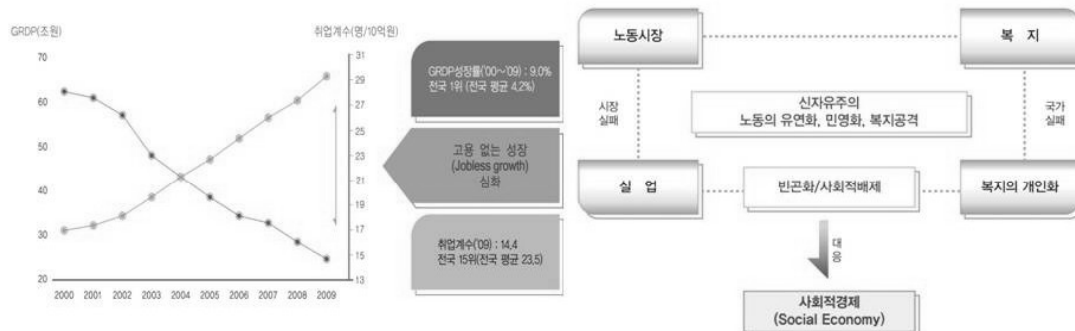 GRDP(조원)
취업계수(명/10억원)
70
60
50
40
30
20
31
29
27
25
23
21
19
17
15
13
2000 2001 2002 2003 2004 2005 2006 2007 2008 2009
GRDP성장률('00~'09) : 9.0%
전국 1위 (전국 평균 4.2%)
고용 없는 성장
(Jobless growth)
심화
취업계수('09) : 14.4
전국 15위(전국 평균 23.5)
노동시장
복 지
시장
실패
신자유주의
노동의 유연화, 민영화, 복지공격
국가
실패
실 업
빈곤화/사회적배제
복지의 개인화
대
응
사회적경제
(Social Economy)